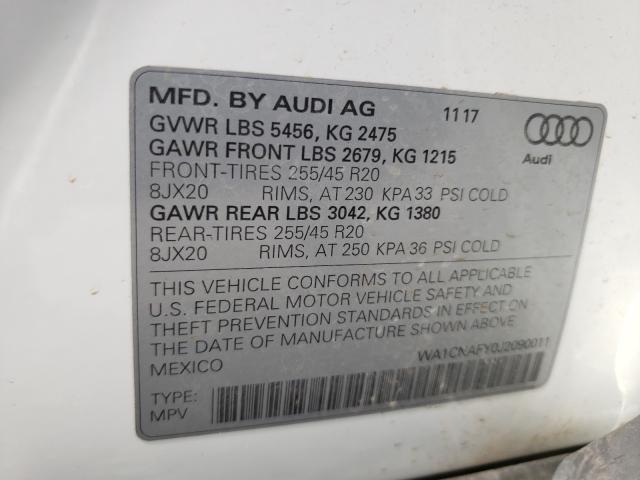 MFD. BY AUDI AG 11 17
GVWR LBS 5456, KG 2475
GAWR FRONT LBS 2679, KG 1215
FRONT-TIRES 255/45 R20
8JX20 RIMS, AT 230 KPA 33 PSI COLD
GAWR REAR LBS 3042, KG 1380
REAR-TIRES 255/45 R20
8JX20 RIMS, AT 250 KPA 36 PSI COLD
Audi
THIS VEHICLE CONFORMS TO ALL APPLICABLE
U.S. FEDERAL MOTOR VEHICLE SAFETY AND
THEFT PREVENTION STANDARDS IN EFFECT ON
THE DATE OF MANUFACTURE SHOWN ABOVE
MEXICO
WA1CNAFY0J2090011
TYPE:
MPV